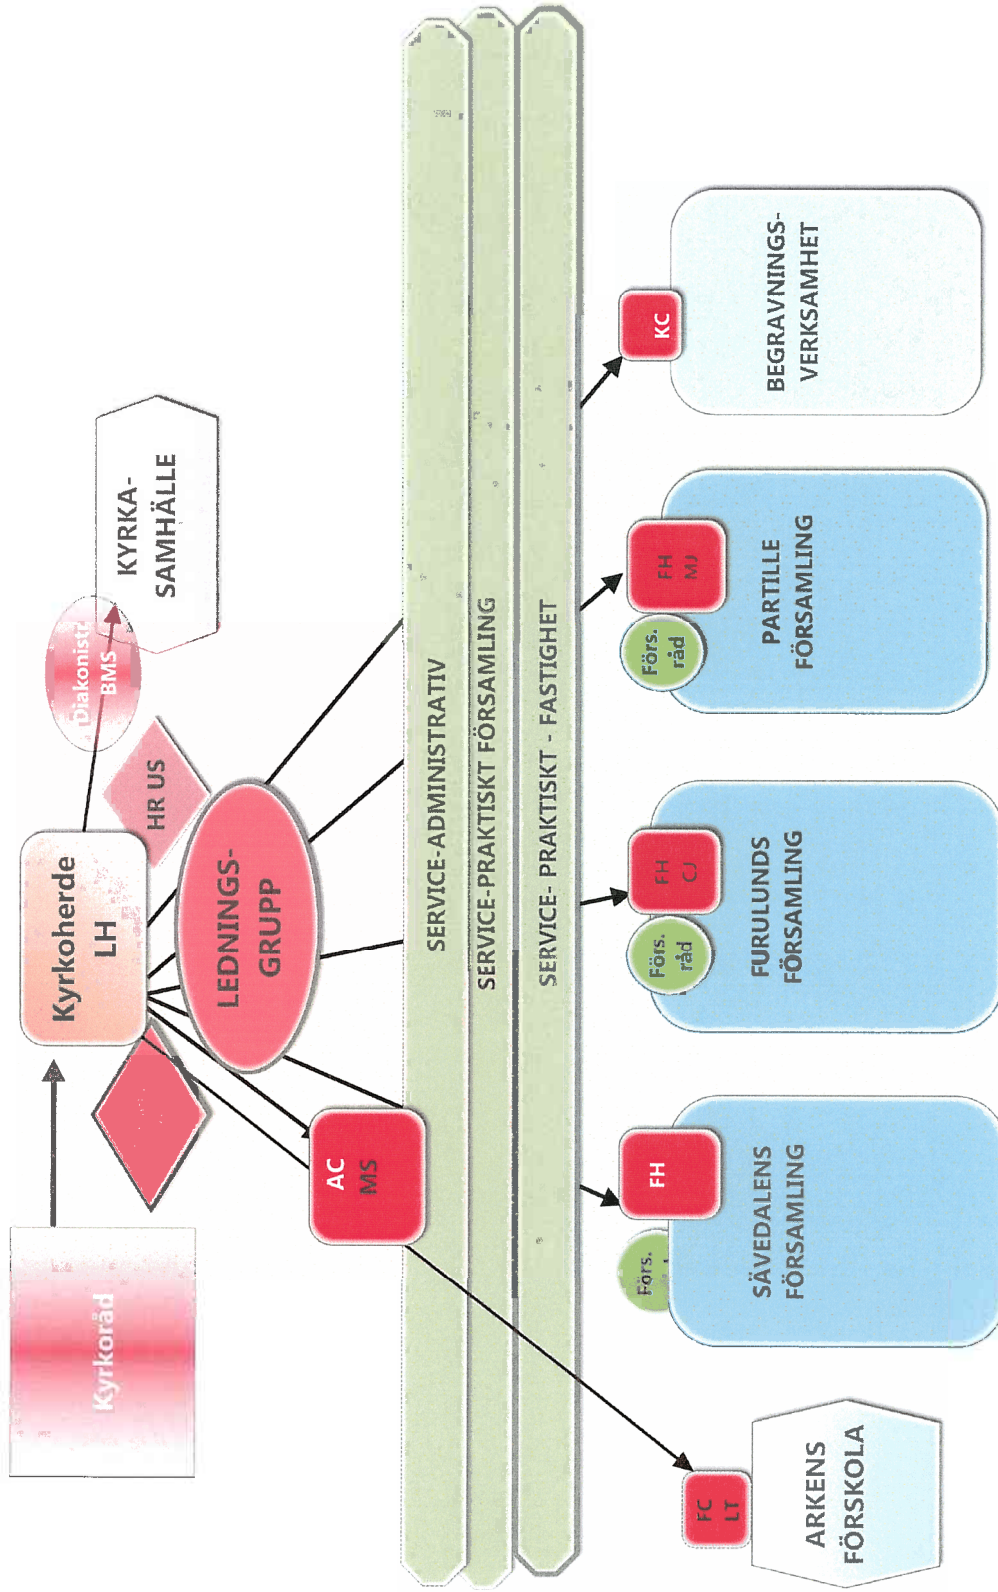 Kyrkoråd
Kyrkoherde
LH
HR US
Diakonistr
BMS
KYRKA-
SAMHÄLLE
LEDNINGS-
GRUPP
AC
MS
SERVICE-ADMINISTRATIV
SERVICE-PRAKTISKT FÖRSAMLING
SERVICE- PRAKTISKT - FASTIGHET
FC
LT
ARKENS
FÖRSKOLA
Förs.
FH
SÄVEDALENS
FÖRSAMLING
Förs.
råd
FH
CJ
FURULUNDS
FÖRSAMLING
Förs.
råd
FH
MJ
PARTILLE
FÖRSAMLING
KC
BEGRAVNINGS-
VERKSAMHET